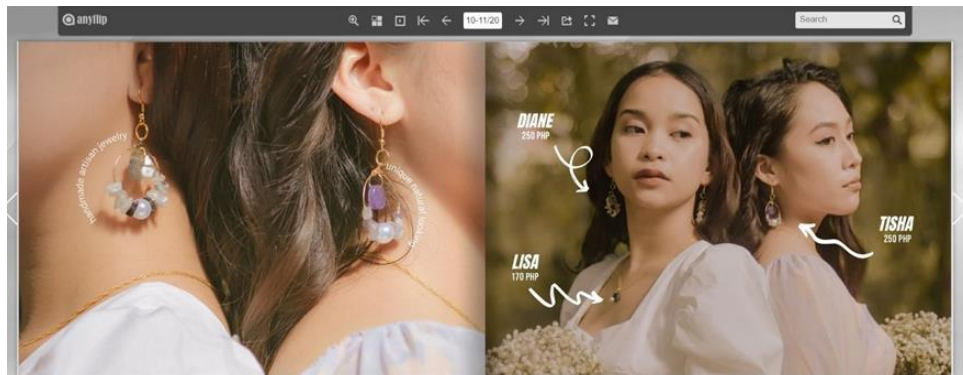 anyflip
10-11/20
Search
handmade artisan jewelry
unique natural looking
DIANE
250 PHP
LISA
170 PHP
TISHA
250 PHP